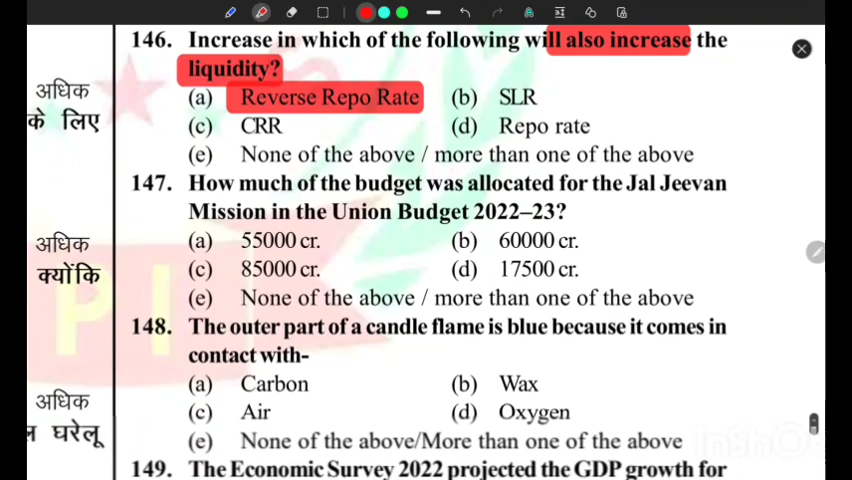 146. Increase in which of the following will also increase the
liquidity?
(a) Reverse Repo Rate (b) SLR
(c) CRR (d) Repo rate
(e) None of the above / more than one of the above
147. How much of the budget was allocated for the Jal Jeevan
Mission in the Union Budget 2022–23?
(a) 55000 cr. (b) 60000 cr.
(c) 85000 cr. (d) 17500 cr.
(e) None of the above / more than one of the above
148. The outer part of a candle flame is blue because it comes in
contact with-
(a) Carbon (b) Wax
(c) Air (d) Oxygen
(e) None of the above/More than one of the above
149. The Economic Survey 2022 projected the GDP growth for
अधिक
के लिए
अधिक
क्योंकि
अधिक
घरेलू
PI
InShOt